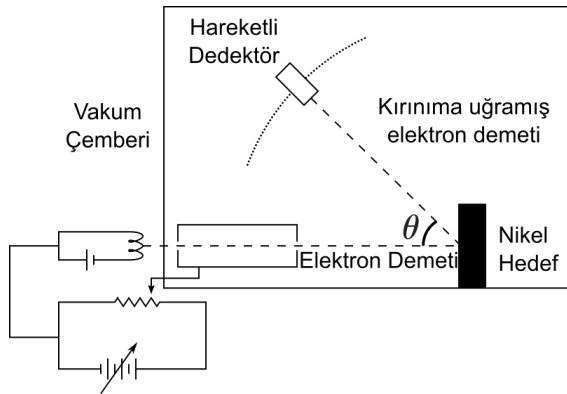 Hareketli
Dedektör
Vakum
Çemberi
Kırınıma uğramış
elektron demeti
θ
Elektron Demeti
Nikel
Hedef